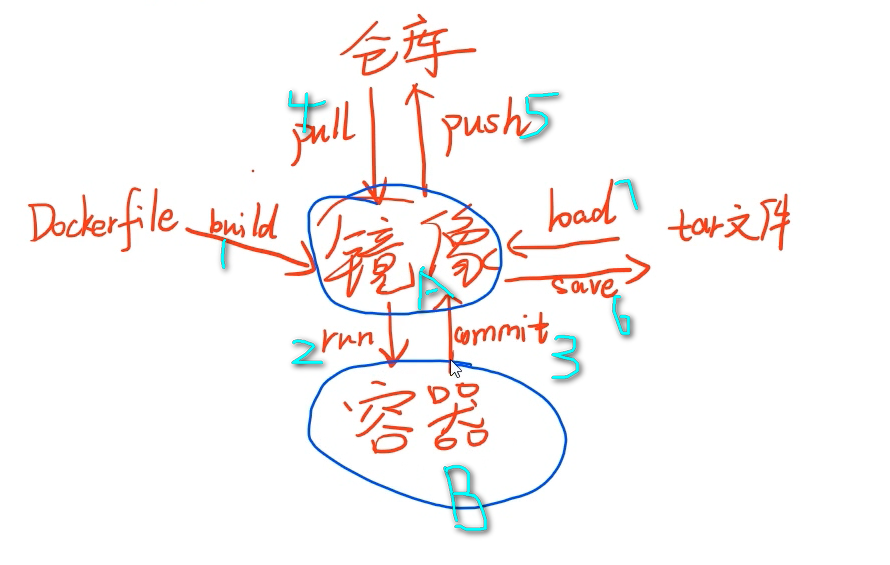 仓库
4 pull
push 5
Dockerfile
build
1
镜像
A
load 7
tar文件
save
6
2 run
commit
3
容器
B